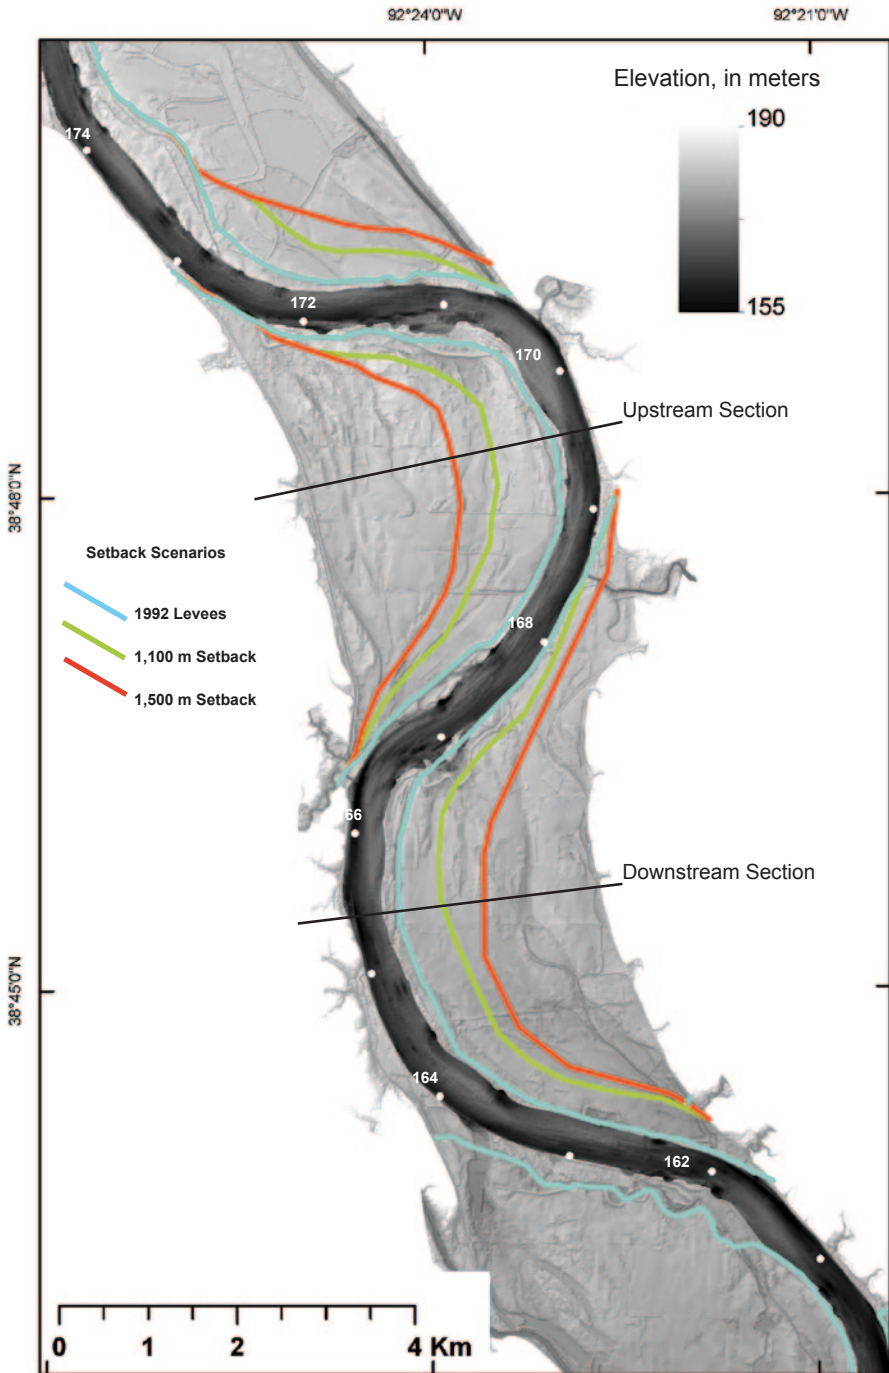 92°24'0"W
92°21'0"W
Elevation, in meters
190
155
174
172
170
Upstream Section
38°48'0"N
Setback Scenarios
1992 Levees
168
1,100 m Setback
1,500 m Setback
66
Downstream Section
38°45'0"N
164
162
0 1 2 4 Km